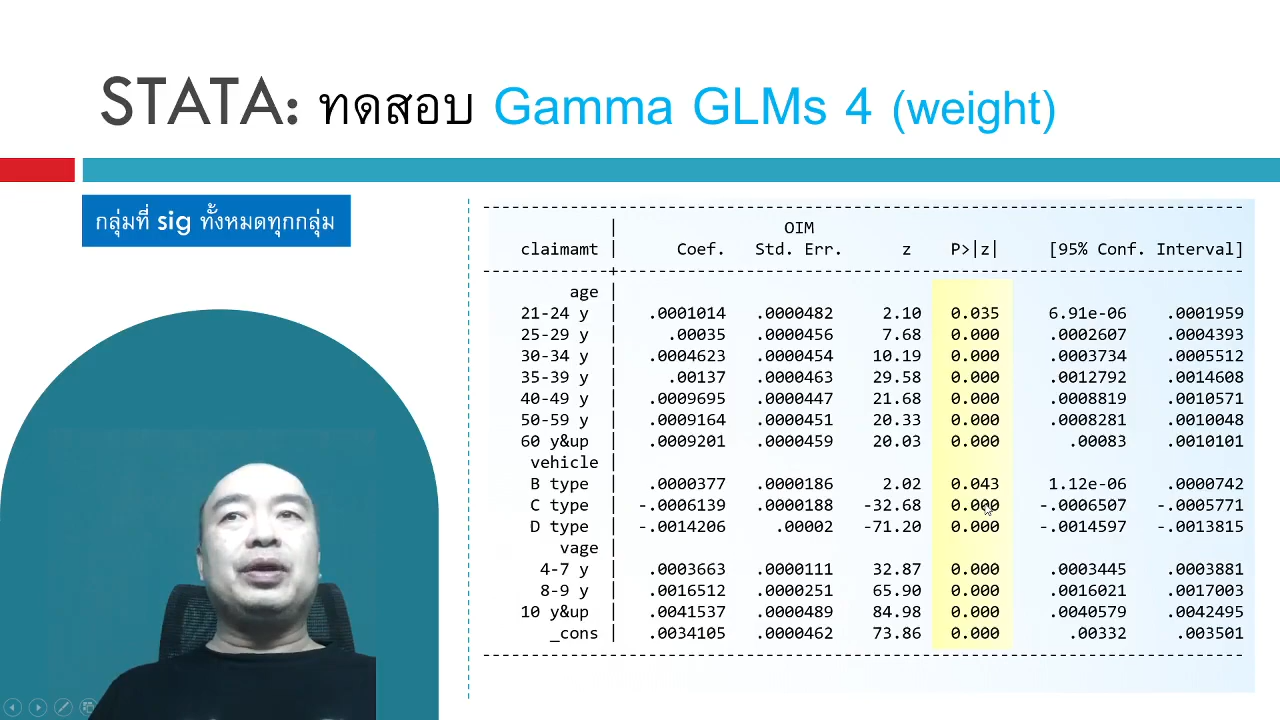 STATA: ทดสอบ Gamma GLMs 4 (weight)
กลุ่มที่ sig ทั้งหมดทุกกลุ่ม
| OIM
claimamt | Coef. Std. Err. z P>|z| [95% Conf. Interval]
age |
21-24 y | .0001014 .0000482 2.10 0.035 6.91e-06 .0001959
25-29 y | .00035 .0000456 7.68 0.000 .0002607 .0004393
30-34 y | .0004623 .0000454 10.19 0.000 .0003734 .0005512
35-39 y | .00137 .0000463 29.58 0.000 .0012792 .0014608
40-49 y | .0009695 .0000447 21.68 0.000 .0008819 .0010571
50-59 y | .0009164 .0000451 20.33 0.000 .0008281 .0010048
60 y&up | .0009201 .0000459 20.03 0.000 .00083 .0010101
vehicle |
B type | .0000377 .0000186 2.02 0.043 1.12e-06 .0000742
C type | -.0006139 .0000188 -32.68 0.000 -.0006507 -.0005771
D type | -.0014206 .00002 -71.20 0.000 -.0014597 -.0013815
vage |
4-7 y | .0003663 .0000111 32.87 0.000 .0003445 .0003881
8-9 y | .0016512 .0000251 65.90 0.000 .0016021 .0017003
10 y&up | .0041537 .0000489 84.98 0.000 .0040579 .0042495
_cons | .0034105 .0000462 73.86 0.000 .00332 .003501